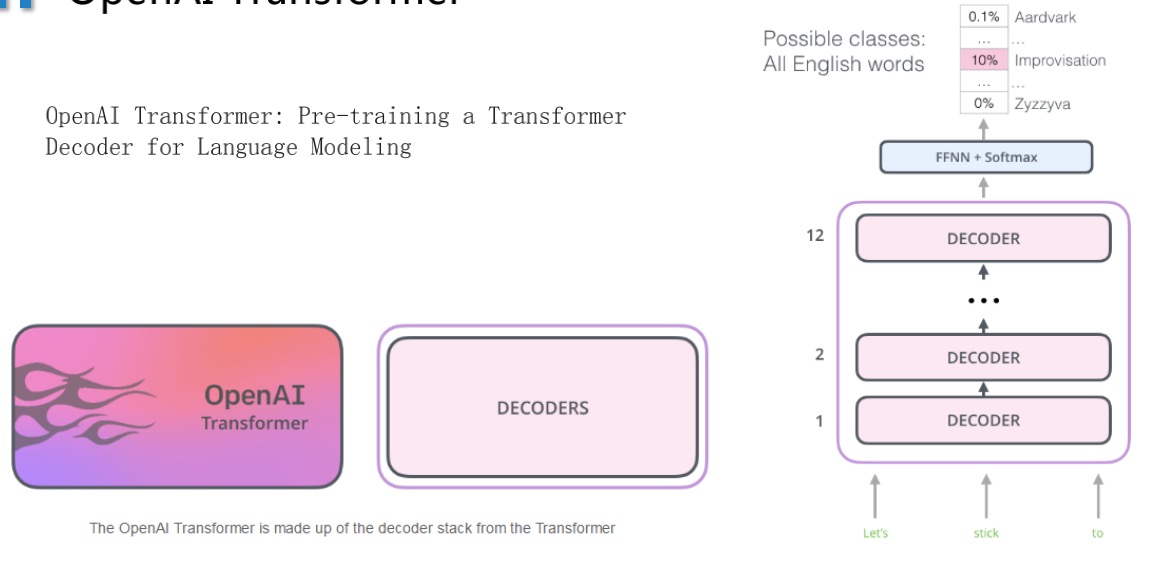 OpenAI Transformer
OpenAI Transformer: Pre-training a Transformer
Decoder for Language Modeling
OpenAI
Transformer
DECODERS
The OpenAI Transformer is made up of the decoder stack from the Transformer
Possible classes:
All English words
0.1% Aardvark
... ...
10% Improvisation
... ...
0% Zyzzyva
FFNN + Softmax
12 DECODER
...
2 DECODER
1 DECODER
Let's stick to